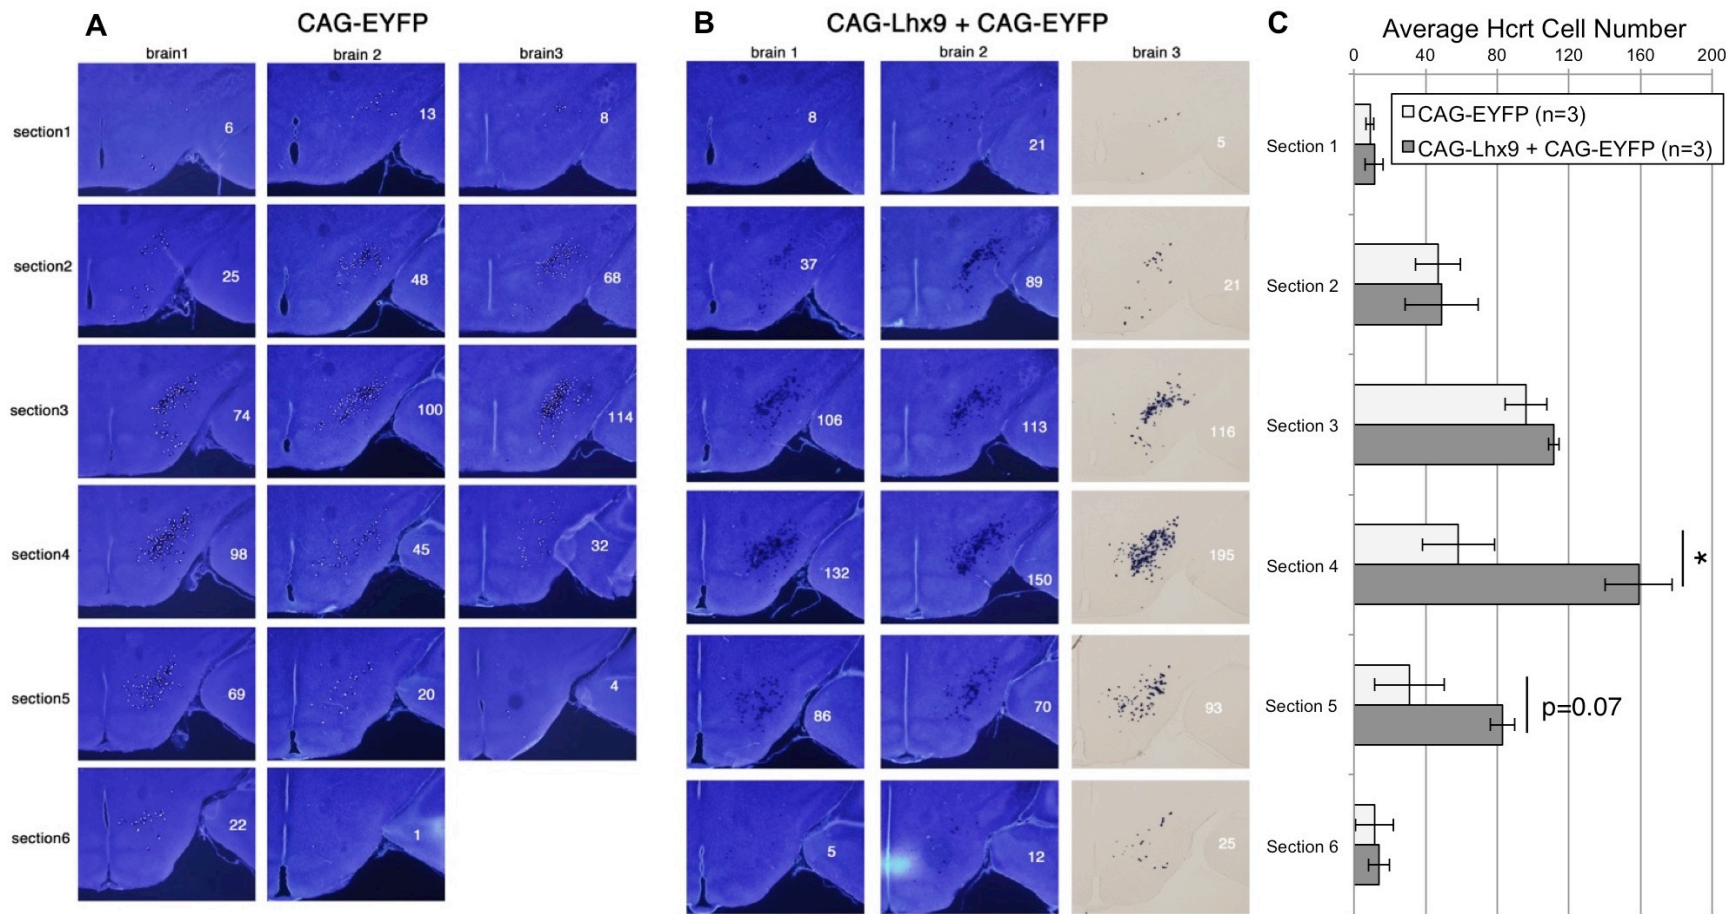 A
CAG-EYFP
brain1
brain 2
brain3
section1
6
13
8
section2
25
48
68
section3
74
100
114
section4
98
45
32
section5
69
20
4
section6
22
1
B
CAG-Lhx9 + CAG-EYFP
brain 1
brain 2
brain 3
8
21
5
37
89
21
106
113
116
132
150
195
86
70
93
5
12
25
C
Average Hcrt Cell Number
0 40 80 120 160 200
CAG-EYFP (n=3)
CAG-Lhx9 + CAG-EYFP (n=3)
Section 1
Section 2
Section 3
Section 4
*
Section 5
p=0.07
Section 6